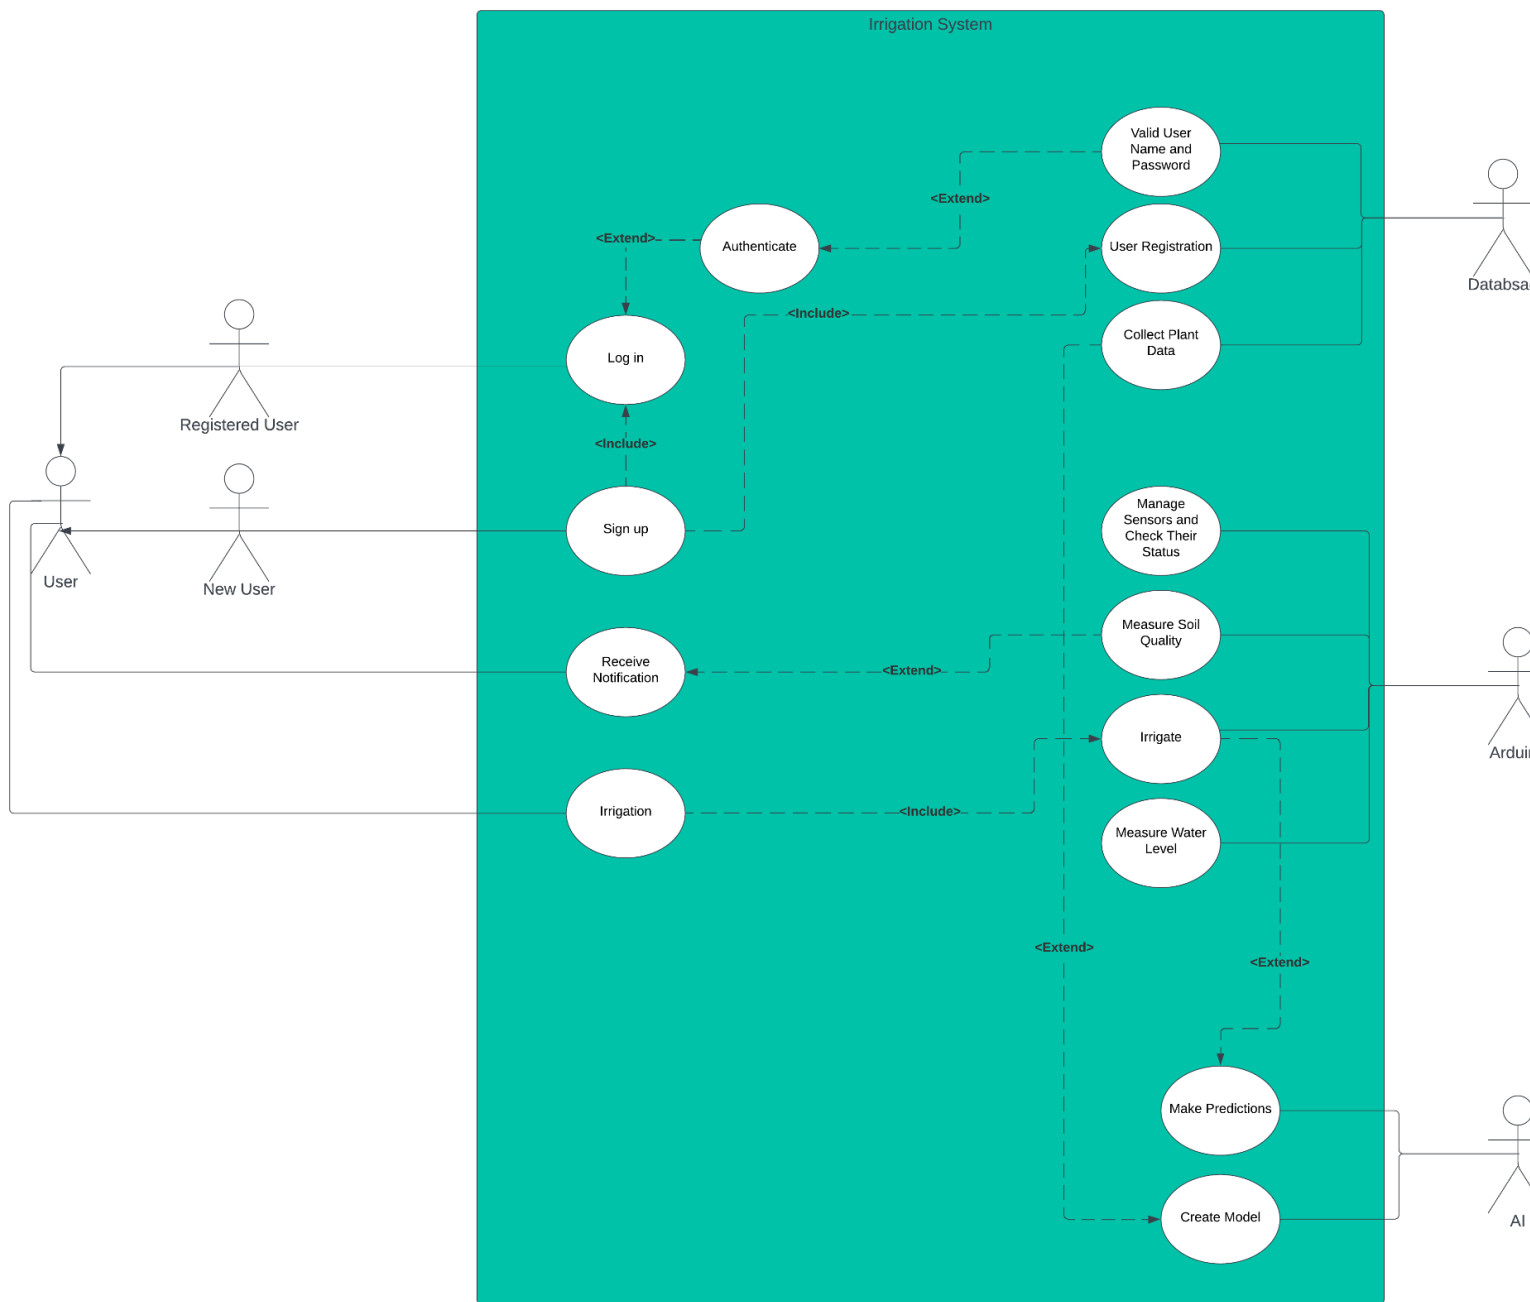 Irrigation System
Valid User
Name and
Password
<Extend>
Authenticate
<Extend>
User Registration
<Include>
Log in
Collect Plant
Data
Registered User
<Include>
Sign up
Manage
Sensors and
Check Their
Status
User
New User
Measure Soil
Quality
Receive
Notification
<Extend>
Irrigate
Irrigation
<Include>
Measure Water
Level
<Extend>
<Extend>
Make Predictions
Create Model
Databsa
Ardui
AI